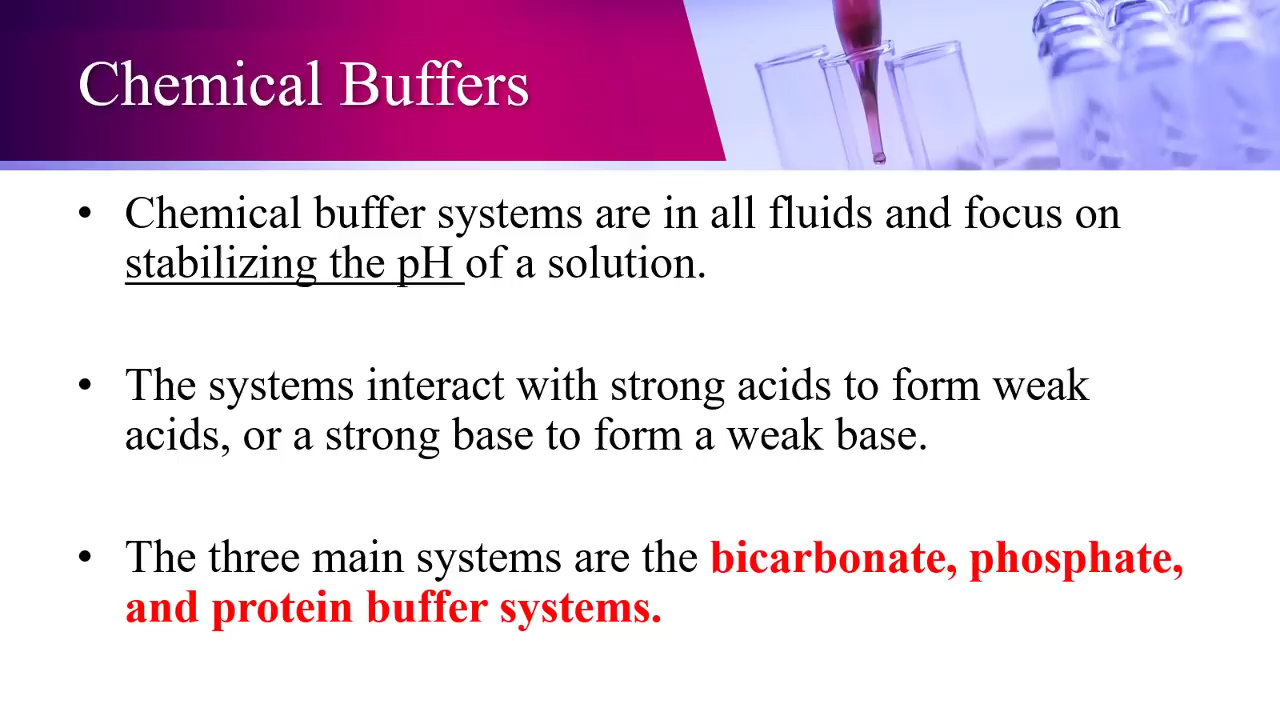 Chemical Buffers
• Chemical buffer systems are in all fluids and focus on
stabilizing the pH of a solution.
• The systems interact with strong acids to form weak
acids, or a strong base to form a weak base.
• The three main systems are the bicarbonate, phosphate,
and protein buffer systems.